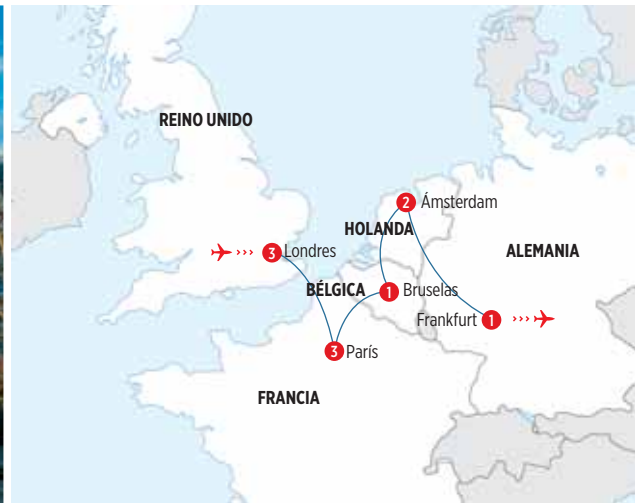 REINO UNIDO
2 Ámsterdam
HOLANDA
3 Londres
ALEMANIA
BÉLGICA
1 Bruselas
Frankfurt 1
3 París
FRANCIA